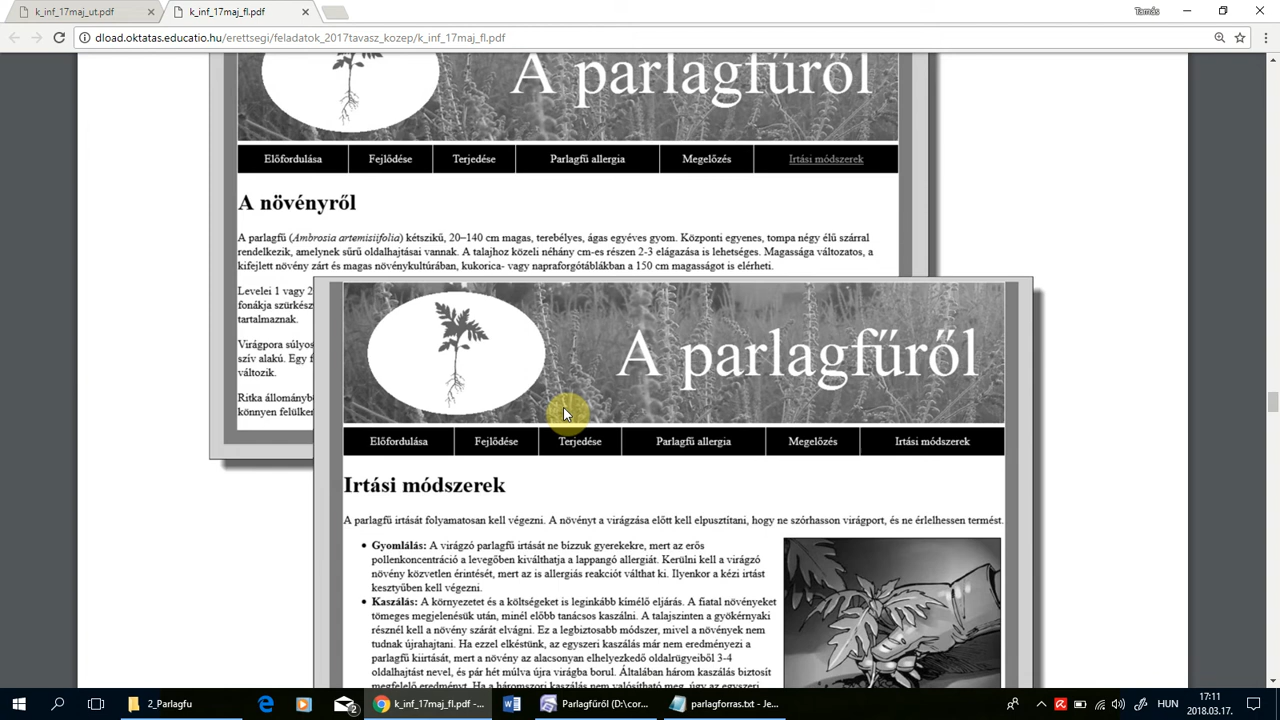 k_inf_17maj_ut.pdf
k_inf_17maj_fl.pdf
Tamás
dload.oktatas.educatio.hu/erettsegi/feladatok_2017tavasz_kozep/k_inf_17maj_fl.pdf
A parlagfűről
Előfordulása Fejlődése Terjedése Parlagfű allergia Megelőzés Irtási módszerek
A növényről
A parlagfű (Ambrosia artemisiifolia) kétszikű, 20–140 cm magas, terebélyes, ágas egyéves gyom. Központi egyenes, tompa négy élű szárral
rendelkezik, amelynek sűrű oldalhajtásai vannak. A talajhoz közeli néhány cm-es részen 2-3 elágazása is lehetséges. Magassága változatos, a
kifejlett növény zárt és magas növénykultúrában, kukorica- vagy napraforgótáblákban a 150 cm magasságot is elérheti.
Levelei 1 vagy 2
fonákja szürkész
tartalmaznak.
Virágpora súlyos
szív alakú. Egy f
változik.
Ritka állományb
könnyen felülker
A parlagfűről
Előfordulása Fejlődése Terjedése Parlagfű allergia Megelőzés Irtási módszerek
Irtási módszerek
A parlagfű irtását folyamatosan kell végezni. A növényt a virágzása előtt kell elpusztítani, hogy ne szórhasson virágport, és ne érlelhessen termést.
• Gyomlálás: A virágzó parlagfű irtását ne bízzuk gyerekekre, mert az erős
pollenkoncentráció a levegőben kiválthatja a lappangó allergiát. Kerülni kell a virágzó
növény közvetlen érintését, mert az is allergiás reakciót válthat ki. Ilyenkor a kézi irtást
kesztyűben kell végezni.
• Kaszálás: A környezetet és a költségeket is leginkább kímélő eljárás. A fiatal növényeket
tömeges megjelenésük után, minél előbb tanácsos kaszálni. A talajszinten a gyökérnyaki
résznél kell a növény szárát elvágni. Ez a legbiztosabb módszer, mivel a növények nem
tudnak újrahajtani. Ha ezzel elkéstünk, az egyszeri kaszálás már nem eredményezi a
parlagfű kiirtását, mert a növény az alacsonyan elhelyezkedő oldalrügyeiből 3-4
oldalhajtást nevel, és pár hét múlva újra virágba borul. Általában három kaszálás biztosít
megfelelő eredményt. Ha a háromszori kaszálás nem valósítható meg, úgy az egyszeri
2_Parlagfu
2
k_inf_17maj_fl.pdf -...
Parlagfűről (D:\cor...
parlagforras.txt - Je...
HUN
17:11
2018.03.17.